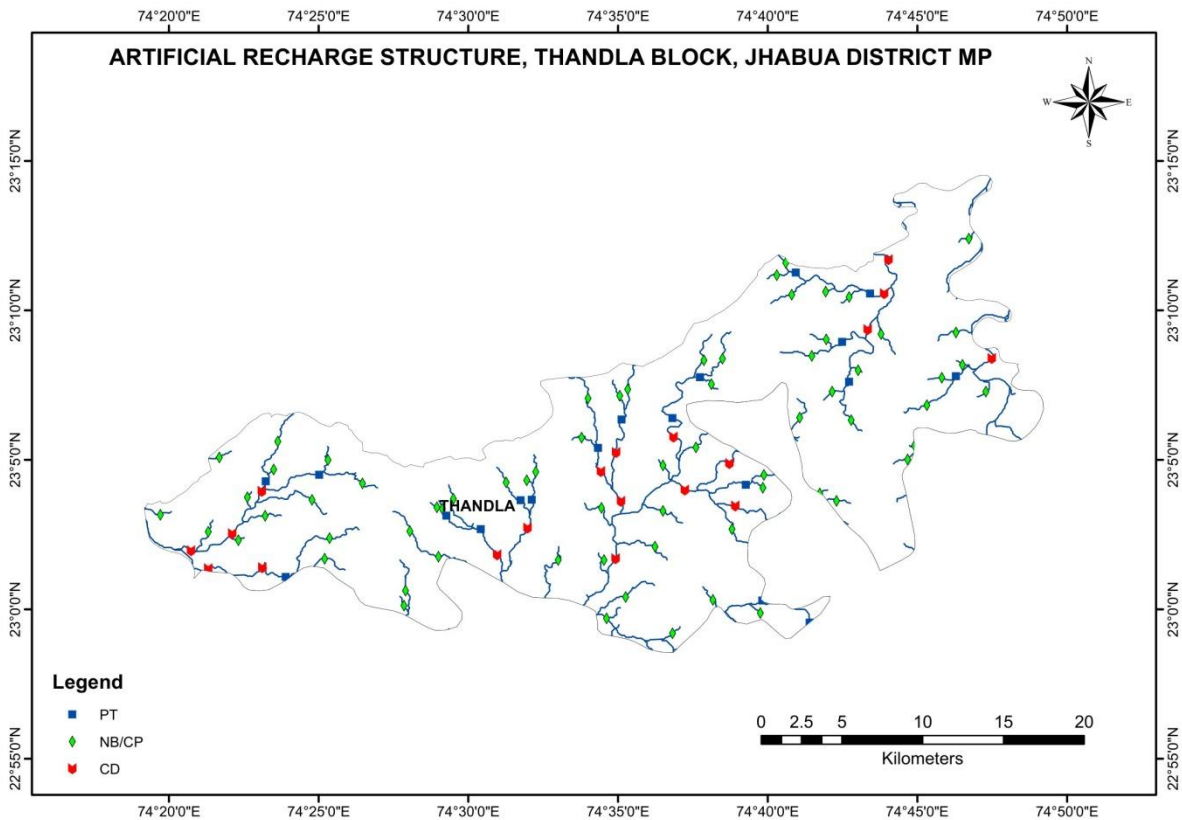 74°20'0"E 74°25'0"E 74°30'0"E 74°35'0"E 74°40'0"E 74°45'0"E 74°50'0"E
ARTIFICIAL RECHARGE STRUCTURE, THANDLA BLOCK, JHABUA DISTRICT MP
N
W E
S
23°15'0"N 23°15'0"N
23°10'0"N 23°10'0"N
23°5'0"N 23°5'0"N
THANDLA
23°0'0"N 23°0'0"N
Legend
PT
NB/CP
CD
0 2.5 5 10 15 20
Kilometers
22°55'0"N 22°55'0"N
74°20'0"E 74°25'0"E 74°30'0"E 74°35'0"E 74°40'0"E 74°45'0"E 74°50'0"E